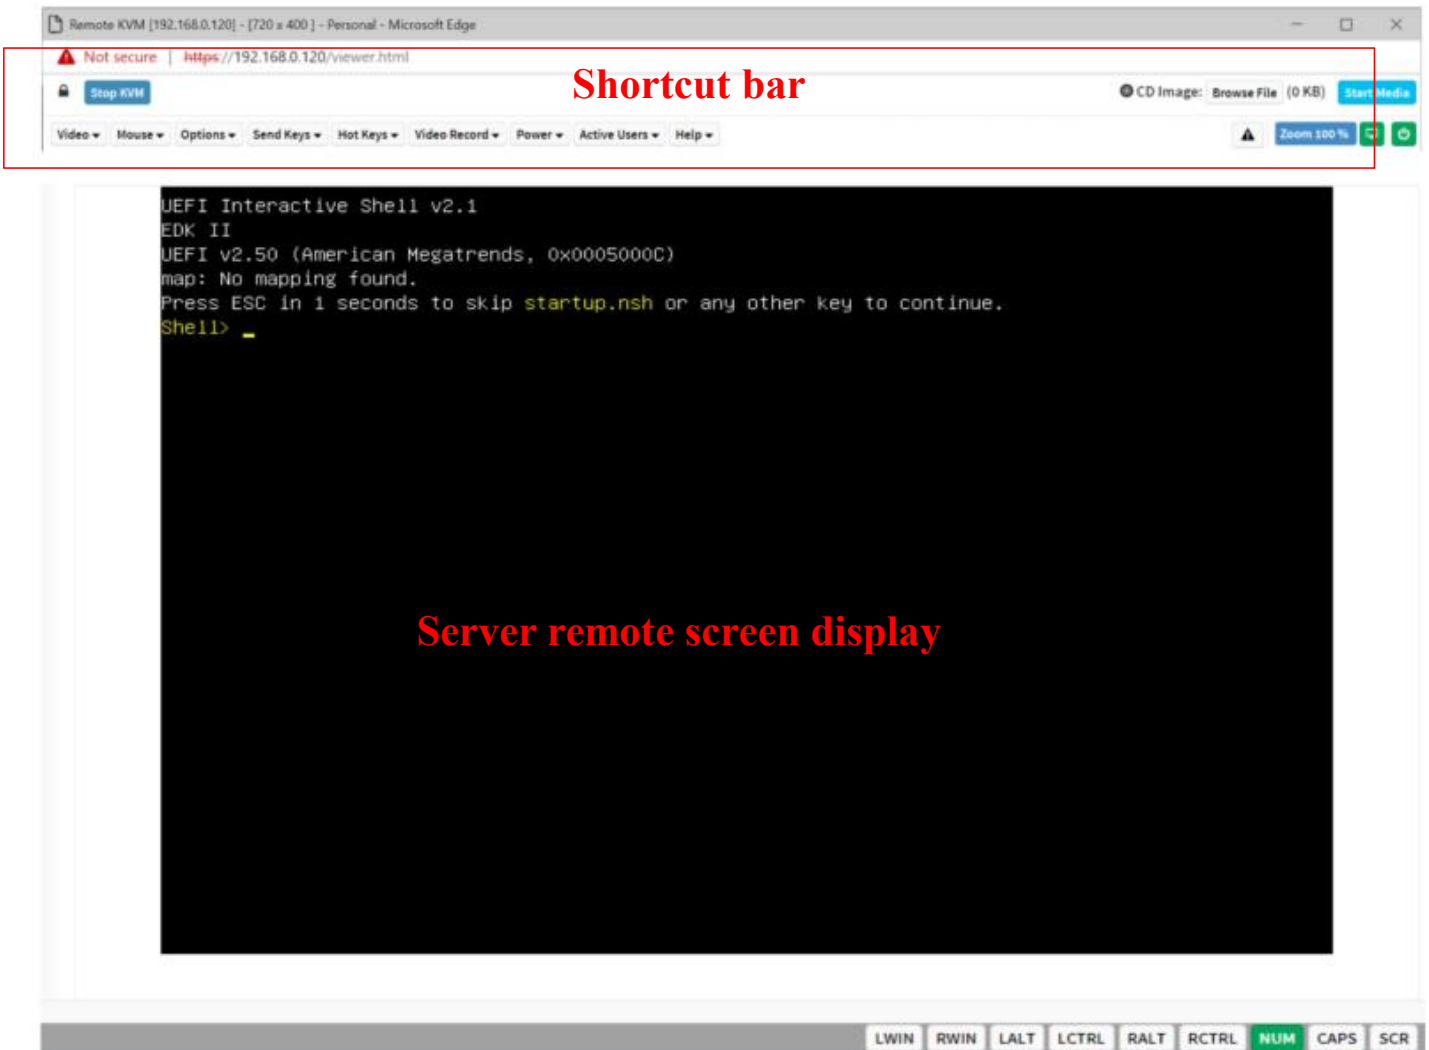 Remote KVM [192.168.0.120] - [720 x 400 ] - Personal - Microsoft Edge
Not secure | https://192.168.0.120/viewer.html
Shortcut bar
Stop KVM
CD Image: Browse File (0 KB) Start Media
Video Mouse Options Send Keys Hot Keys Video Record Power Active Users Help
Zoom 100 %
UEFI Interactive Shell v2.1
EDK II
UEFI v2.50 (American Megatrends, 0x0005000C)
map: No mapping found.
Press ESC in 1 seconds to skip startup.nsh or any other key to continue.
Shell> _
Server remote screen display
LWIN RWIN LALT LCTRL RALT RCTRL NUM CAPS SCR